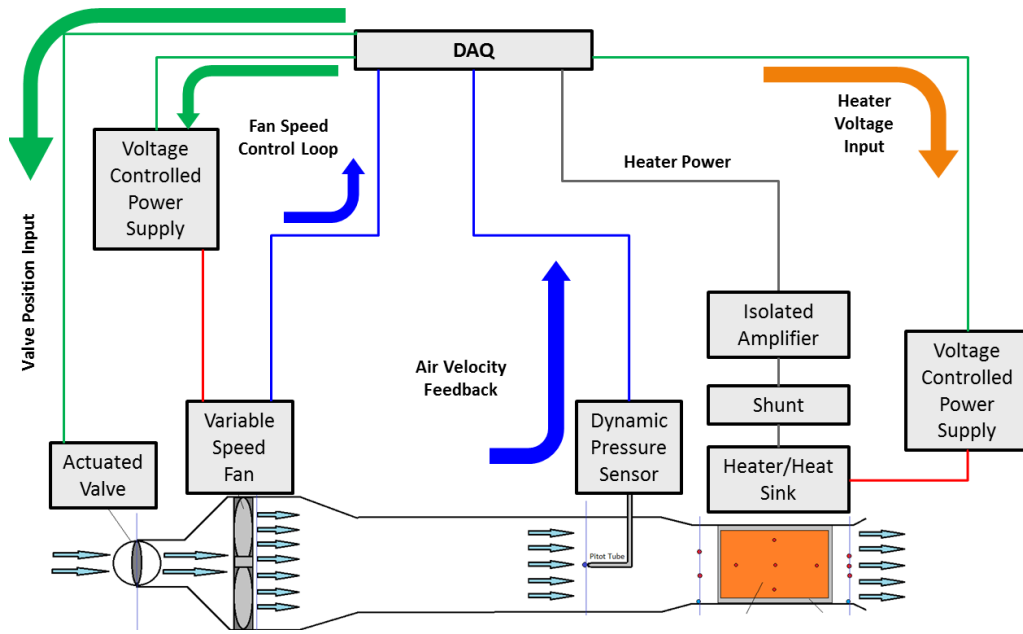 DAQ
Voltage
Controlled
Power
Supply
Fan Speed
Control Loop
Heater
Voltage
Input
Heater Power
Valve Position Input
Isolated
Amplifier
Air Velocity
Feedback
Voltage
Controlled
Power
Supply
Shunt
Variable
Speed
Fan
Dynamic
Pressure
Sensor
Actuated
Valve
Heater/Heat
Sink
Pitot Tube